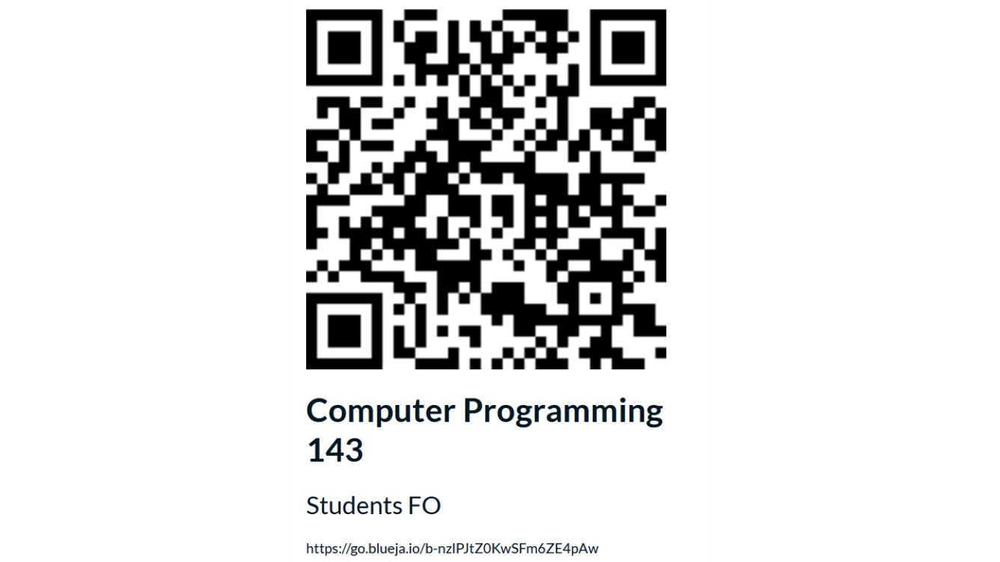 Computer Programming
143
Students FO
https://go.blueja.io/b-nzlPJtZ0KwSFm6ZE4pAw